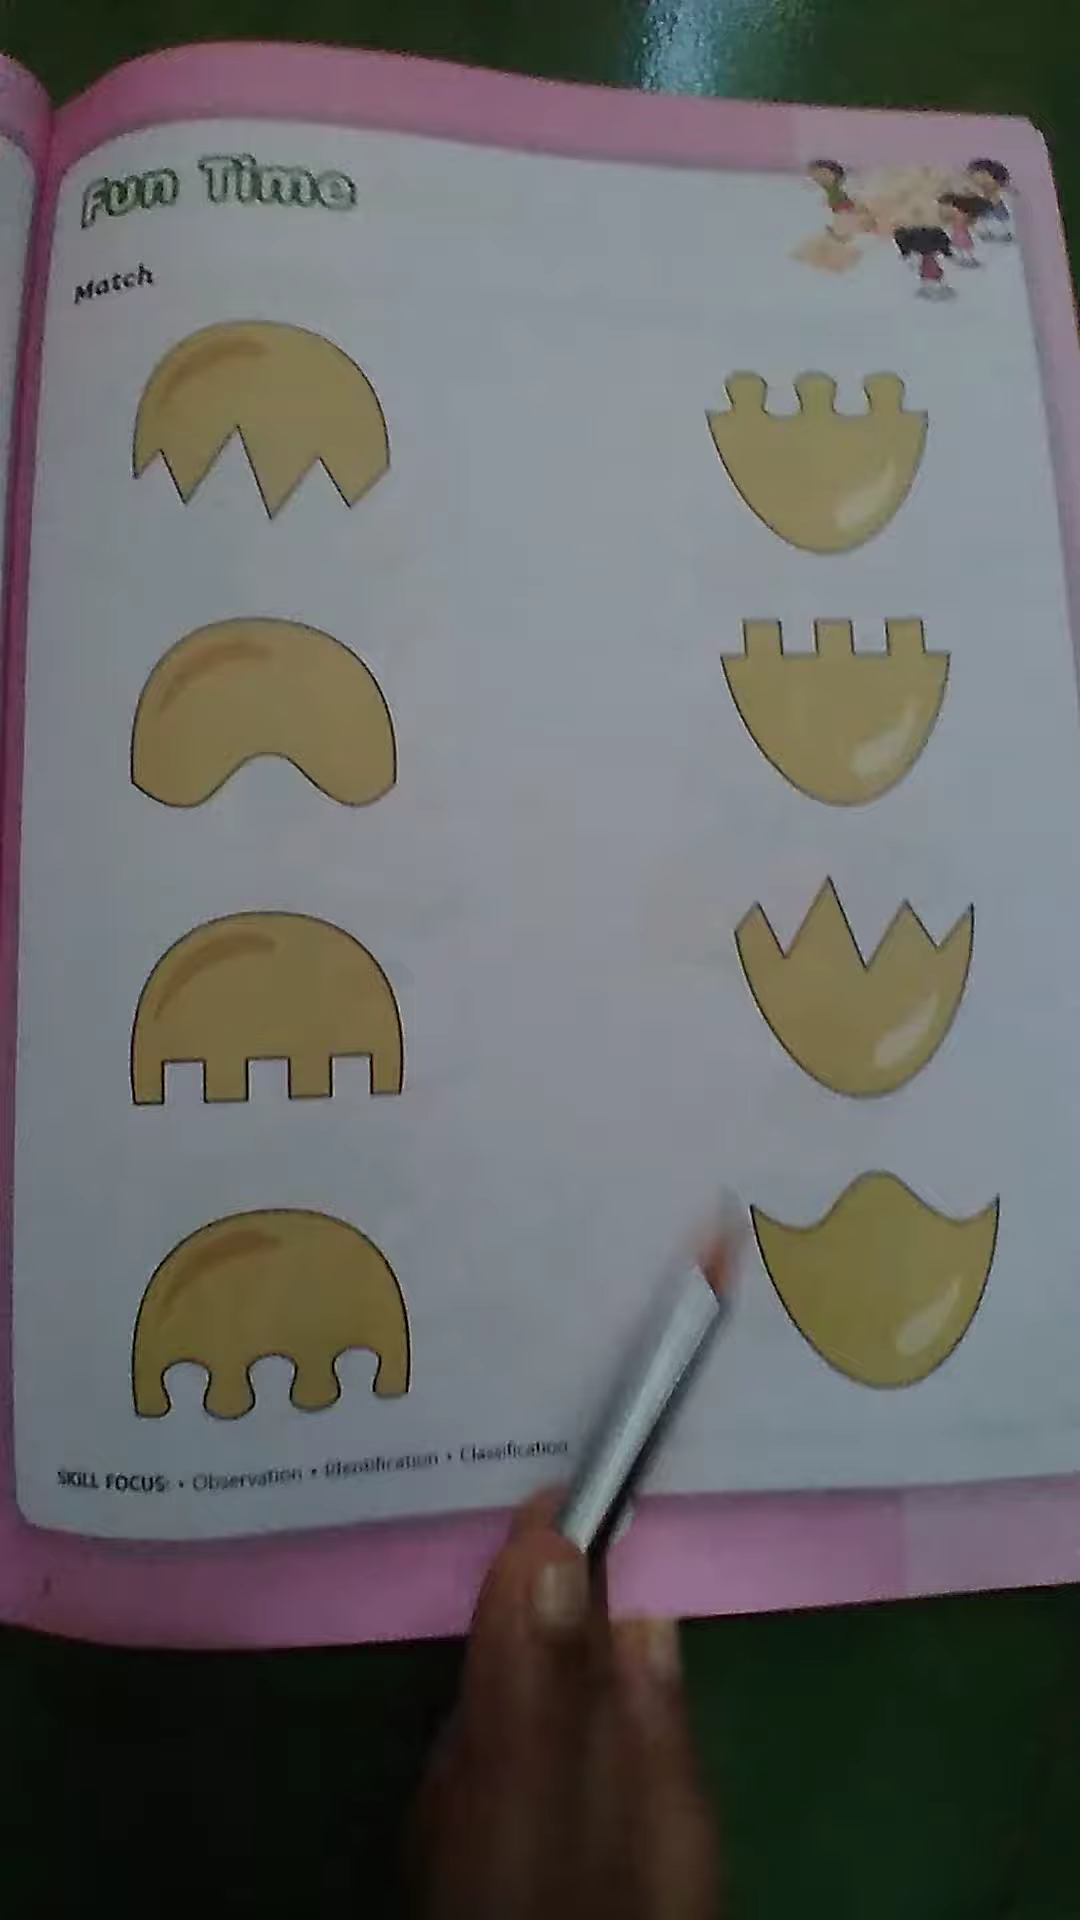 Fun Time
Match
SKILL FOCUS: • Observation • Identification • Classification